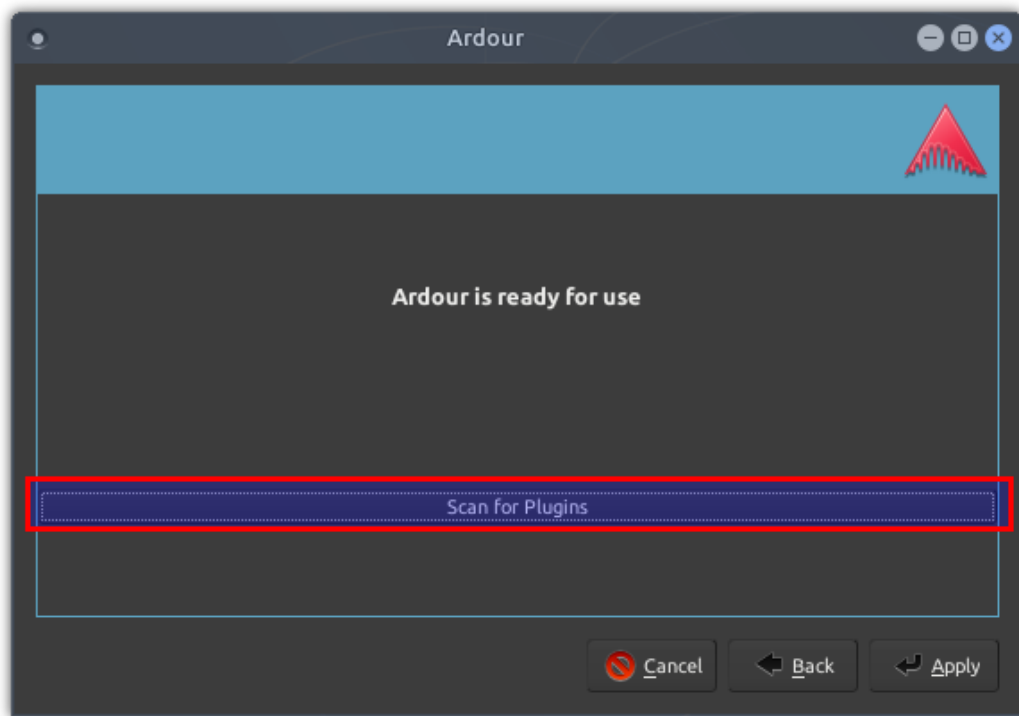 Ardour
Ardour is ready for use
Scan for Plugins
Cancel
Back
Apply